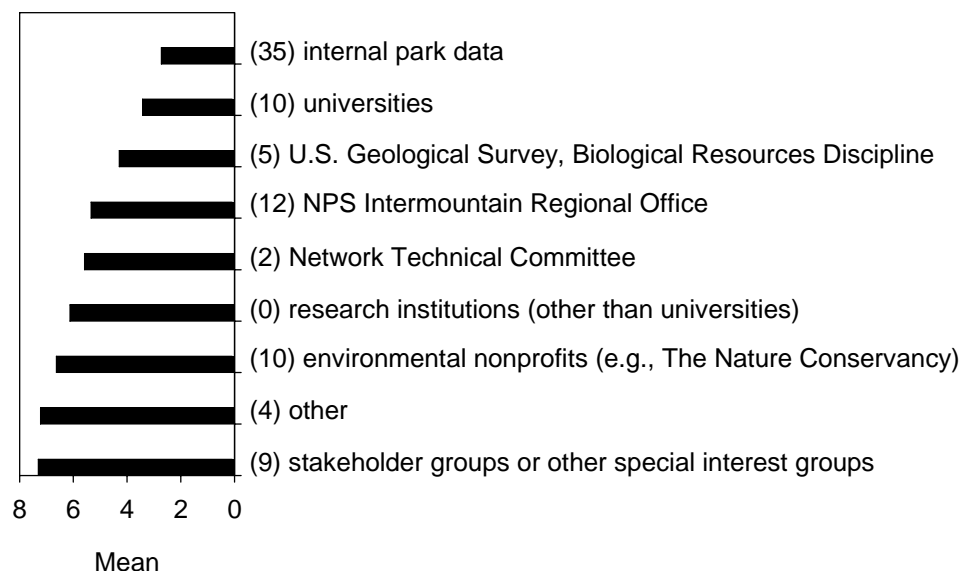 (35) internal park data
(10) universities
(5) U.S. Geological Survey, Biological Resources Discipline
(12) NPS Intermountain Regional Office
(2) Network Technical Committee
(0) research institutions (other than universities)
(10) environmental nonprofits (e.g., The Nature Conservancy)
(4) other
(9) stakeholder groups or other special interest groups
8 6 4 2 0
Mean